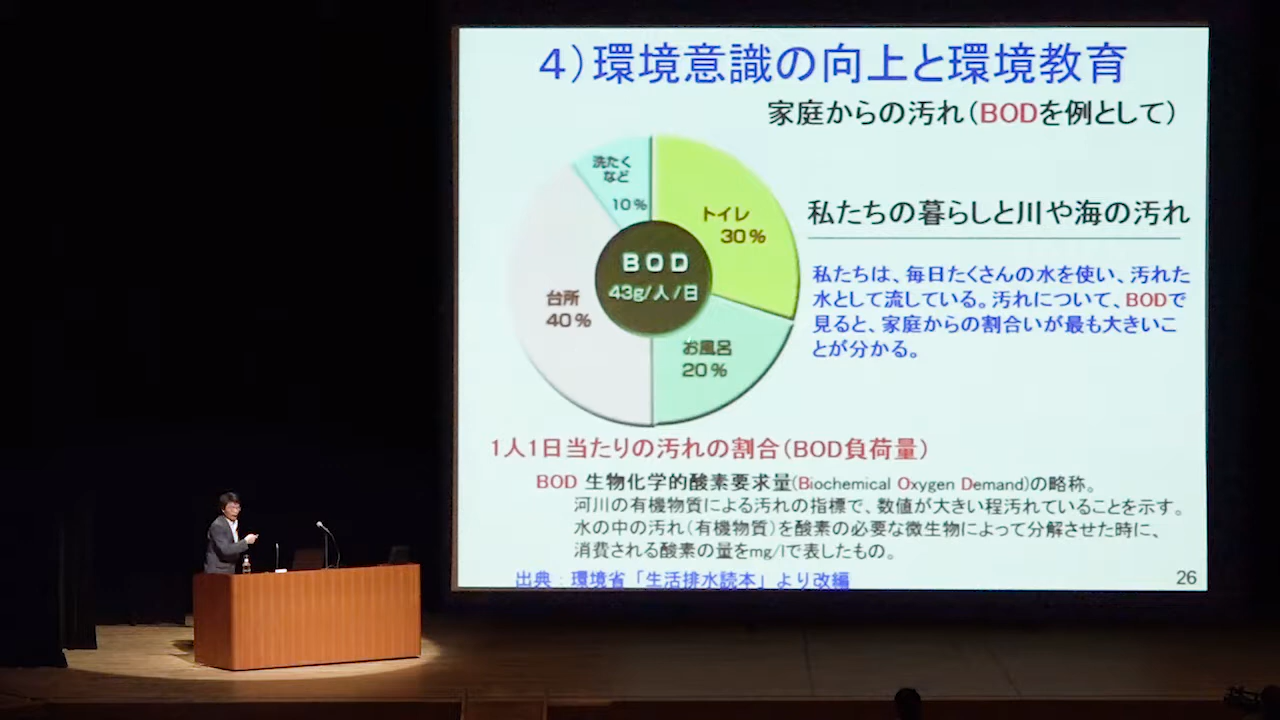 4）環境意識の向上と環境教育
家庭からの汚れ（BODを例として）
洗たく
など
10%
トイレ
30%
BOD
43g/人/日
台所
40%
お風呂
20%
私たちの暮らしと川や海の汚れ
私たちは、毎日たくさんの水を使い、汚れた
水として流している。汚れについて、BODで
見ると、家庭からの割合いが最も大きいこ
とが分かる。
1人1日当たりの汚れの割合（BOD負荷量）
BOD 生物化学的酸素要求量(Biochemical Oxygen Demand)の略称。
河川の有機物質による汚れの指標で、数値が大きい程汚れていることを示す。
水の中の汚れ（有機物質）を酸素の必要な微生物によって分解させた時に、
消費される酸素の量をmg/lで表したもの。
出典：環境省「生活排水読本」より改編
26